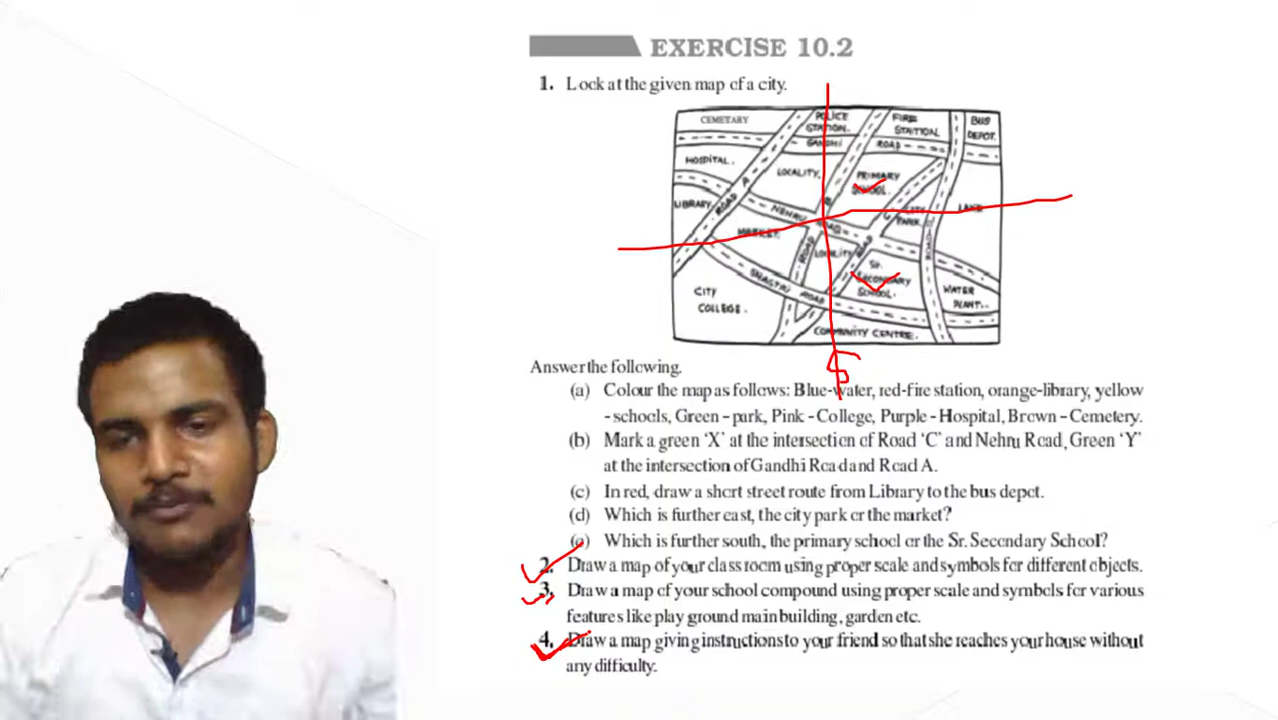 EXERCISE 10.2
1. Look at the given map of a city.
CEMETARY
POLICE
STATION.
FIRE
STAITION.
BUS
DEPOT.
GANDHI
ROAD
HOSPITAL.
LOCALITY.
PRIMARY
SCHOOL.
LIBRARY
ROAD A
NEHRU
ROAD
B
C
CITY
PARK.
LAKE
MARKET.
ROAD
LOCALITY
ROAD
Sr.
SECONDARY
SCHOOL.
SHASTRI ROAD
CITY
COLLEGE.
WATER
PLANT..
COMMUNITY CENTRE.
S
Answer the following.
(a) Colour the map as follows: Blue-water, red-fire station, orange-library, yellow
- schools, Green - park, Pink - College, Purple - Hospital, Brown - Cemetery.
(b) Mark a green ‘X’ at the intersection of Road ‘C’ and Nehru Road, Green ‘Y’
at the intersection of Gandhi Road and Road A.
(c) In red, draw a short street route from Library to the bus depot.
(d) Which is further east, the city park or the market?
(e) Which is further south, the primary school or the Sr. Secondary School?
2. Draw a map of your class room using proper scale and symbols for different objects.
3. Draw a map of your school compound using proper scale and symbols for various
features like play ground main building, garden etc.
4. Draw a map giving instructions to your friend so that she reaches your house without
any difficulty.